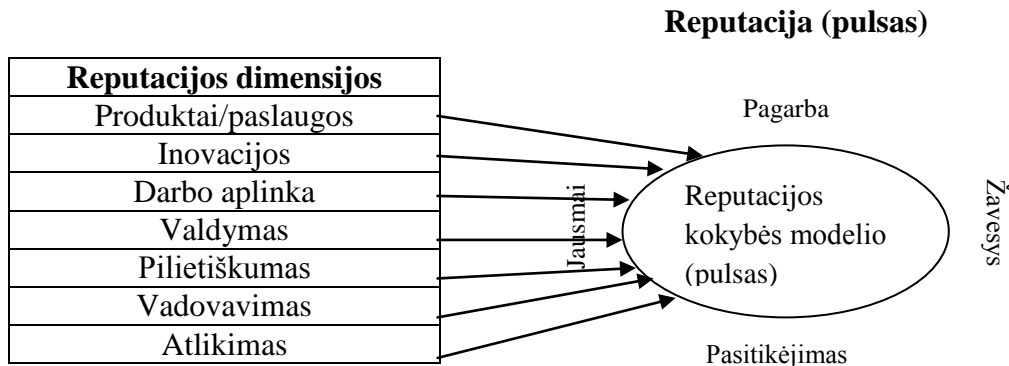 Reputacija (pulsas)
Reputacijos dimensijos
Produktai/paslaugos
Inovacijos
Darbo aplinka
Valdymas
Pilietiškumas
Vadovavimas
Atlikimas
Pagarba
Jausmai
Reputacijos
kokybės modelio
(pulsas)
Žavesys
Pasitikėjimas